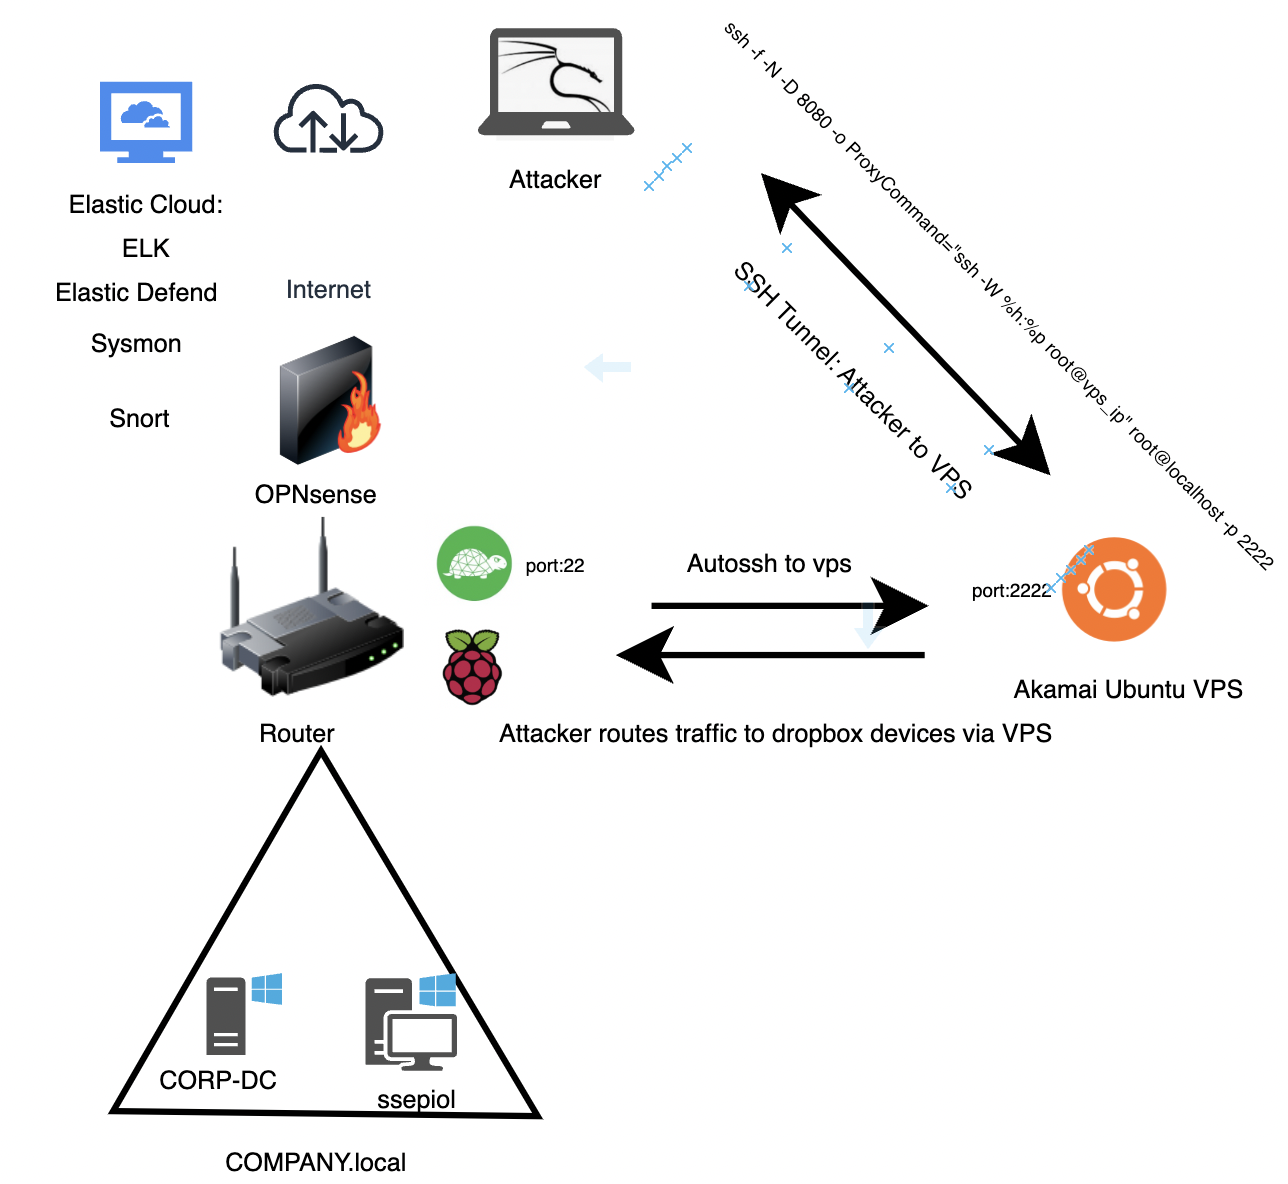 ssh -f -N -D 8080 -o ProxyCommand="ssh -W %h:%p root@vps_ip" root@localhost -p 2222
Attacker
Elastic Cloud:
ELK
Elastic Defend
Sysmon
Snort
Internet
SSH Tunnel: Attacker to VPS
OPNsense
port:22
Autossh to vps
port:2222
Akamai Ubuntu VPS
Router
Attacker routes traffic to dropbox devices via VPS
CORP-DC
ssepiol
COMPANY.local